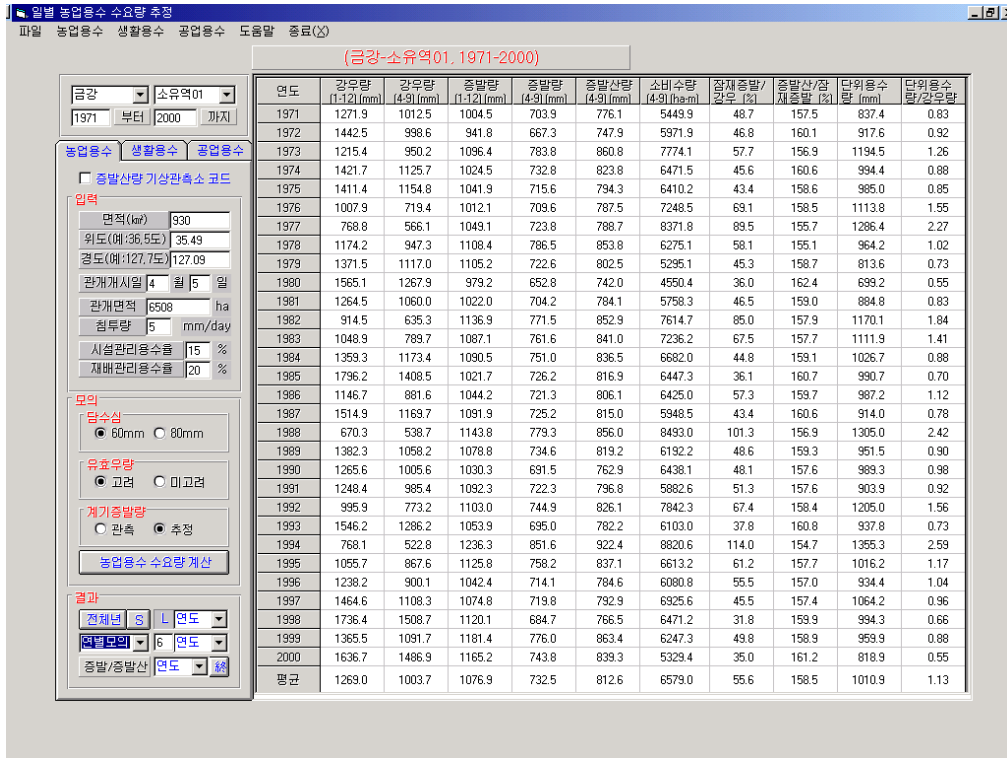 일별 농업용수 수요량 추정
파일 농업용수 생활용수 공업용수 도움말 종료(X)
(금강-소유역01, 1971-2000)
금강 소유역01
1971 부터 2000 까지
농업용수 생활용수 공업용수
증발산량 기상관측소 코드
입력
면적(㎢) 930
위도(예:36.5도) 35.49
경도(예:127.7도) 127.09
관개개시일 4 월 5 일
관개면적 6508 ha
침투량 5 mm/day
시설관리용수율 15 %
재배관리용수율 20 %
모의
담수심
60mm 80mm
유효우량
고려 미고려
계기증발량
관측 추정
농업용수 수요량 계산
결과
전체년 S L 연도
연별모의 6 연도
증발/증발산 연도 終
연도 강우량 [1-12] (mm) 강우량 [4-9] (mm) 증발량 [1-12] (mm) 증발량 [4-9] (mm) 증발산량 [4-9] (mm) 소비수량 [4-9] (ha-m) 잠재증발/강우 (%) 증발산/잠재증발 (%) 단위용수량 (mm) 단위용수량/강우량
1971 1271.9 1012.5 1004.5 703.9 776.1 5449.9 48.7 157.5 837.4 0.83
1972 1442.5 998.6 941.8 667.3 747.9 5971.9 46.8 160.1 917.6 0.92
1973 1215.4 950.2 1096.4 783.8 860.8 7774.1 57.7 156.9 1194.5 1.26
1974 1421.7 1125.7 1024.5 732.8 823.8 6471.5 45.6 160.6 994.4 0.88
1975 1411.4 1154.8 1041.9 715.6 794.3 6410.2 43.4 158.6 985.0 0.85
1976 1007.9 719.4 1012.1 709.6 787.5 7248.5 69.1 158.5 1113.8 1.55
1977 768.8 566.1 1049.1 723.8 788.7 8371.8 89.5 155.7 1286.4 2.27
1978 1174.2 947.3 1108.4 786.5 853.8 6275.1 58.1 155.1 964.2 1.02
1979 1371.5 1117.0 1105.2 722.6 802.5 5295.1 45.3 158.7 813.6 0.73
1980 1565.1 1267.9 979.2 652.8 742.0 4550.4 36.0 162.4 699.2 0.55
1981 1264.5 1060.0 1022.0 704.2 784.1 5758.3 46.5 159.0 884.8 0.83
1982 914.5 635.3 1136.9 771.5 852.9 7614.7 85.0 157.9 1170.1 1.84
1983 1048.9 789.7 1087.1 761.6 841.0 7236.2 67.5 157.7 1111.9 1.41
1984 1359.3 1173.4 1090.5 751.0 836.5 6682.0 44.8 159.1 1026.7 0.88
1985 1796.2 1408.5 1021.7 726.2 816.9 6447.3 36.1 160.7 990.7 0.70
1986 1146.7 881.6 1044.2 721.3 806.1 6425.0 57.3 159.7 987.2 1.12
1987 1514.9 1169.7 1091.9 725.2 815.0 5948.5 43.4 160.6 914.0 0.78
1988 670.3 538.7 1143.8 779.3 856.0 8493.0 101.3 156.9 1305.0 2.42
1989 1382.3 1058.2 1078.8 734.6 819.2 6192.2 48.6 159.3 951.5 0.90
1990 1265.6 1005.6 1030.3 691.5 762.9 6438.1 48.1 157.6 989.3 0.98
1991 1248.4 985.4 1092.3 722.3 796.8 5882.6 51.3 157.6 903.9 0.92
1992 995.9 773.2 1103.0 744.9 826.1 7842.3 67.4 158.4 1205.0 1.56
1993 1546.2 1286.2 1053.9 695.0 782.2 6103.0 37.8 160.8 937.8 0.73
1994 768.1 522.8 1236.3 851.6 922.4 8820.6 114.0 154.7 1355.3 2.59
1995 1055.7 867.6 1125.8 758.2 837.1 6613.2 61.2 157.7 1016.2 1.17
1996 1238.2 900.1 1042.4 714.1 784.6 6080.8 55.5 157.0 934.4 1.04
1997 1464.6 1108.3 1074.8 719.8 792.9 6925.6 45.5 157.4 1064.2 0.96
1998 1736.4 1508.7 1120.1 684.7 766.5 6471.2 31.8 159.9 994.3 0.66
1999 1365.5 1091.7 1181.4 776.0 863.4 6247.3 49.8 158.9 959.9 0.88
2000 1636.7 1486.9 1165.2 743.8 839.3 5329.4 35.0 161.2 818.9 0.55
평균 1269.0 1003.7 1076.9 732.5 812.6 6579.0 55.6 158.5 1010.9 1.13